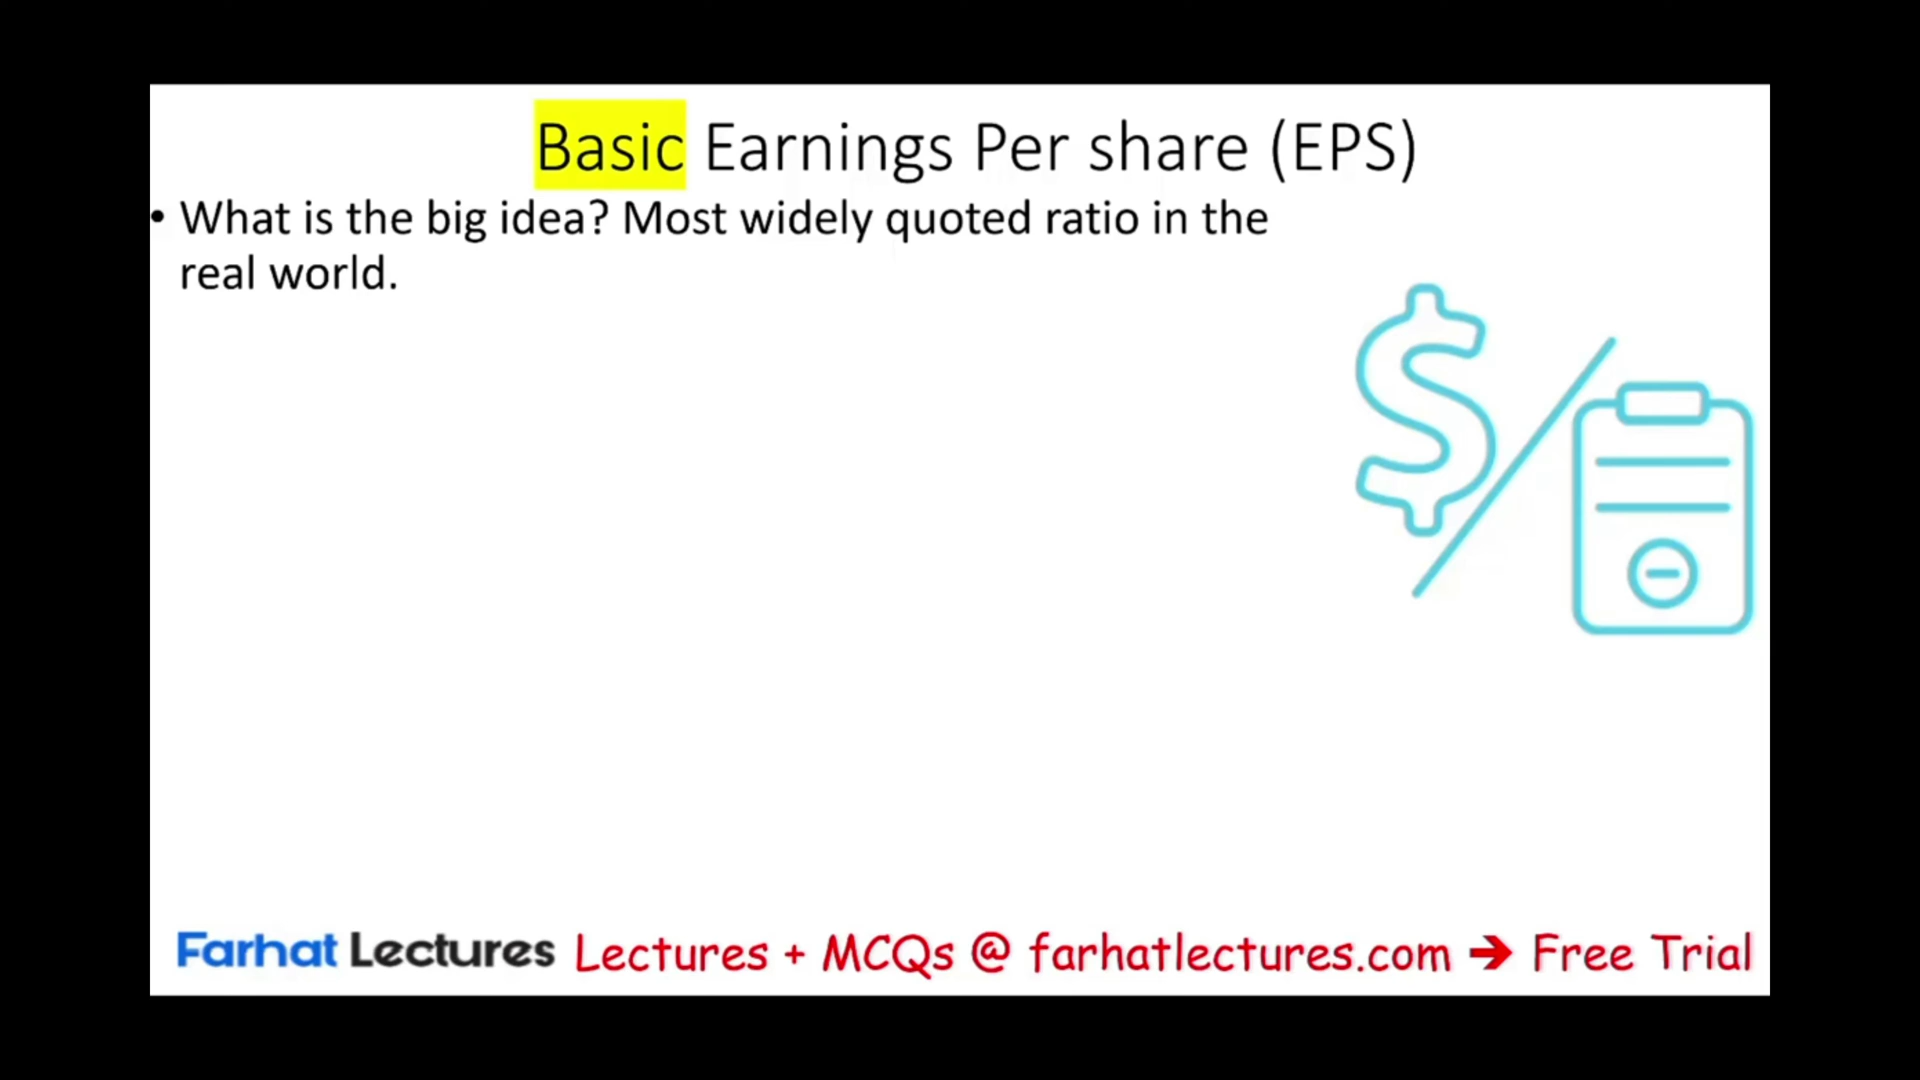 Basic Earnings Per share (EPS)
• What is the big idea? Most widely quoted ratio in the
real world.
Farhat Lectures Lectures + MCQs @ farhatlectures.com ➔ Free Trial